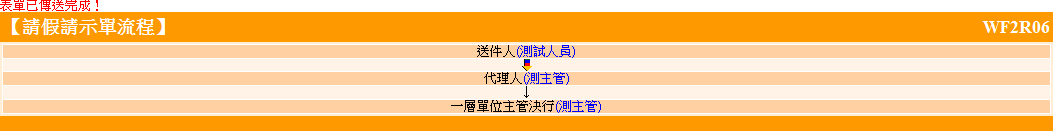 表單已傳送完成！
【請假請示單流程】 WF2R06
送件人(測試人員)
代理人(測主管)
↓
一層單位主管決行(測主管)